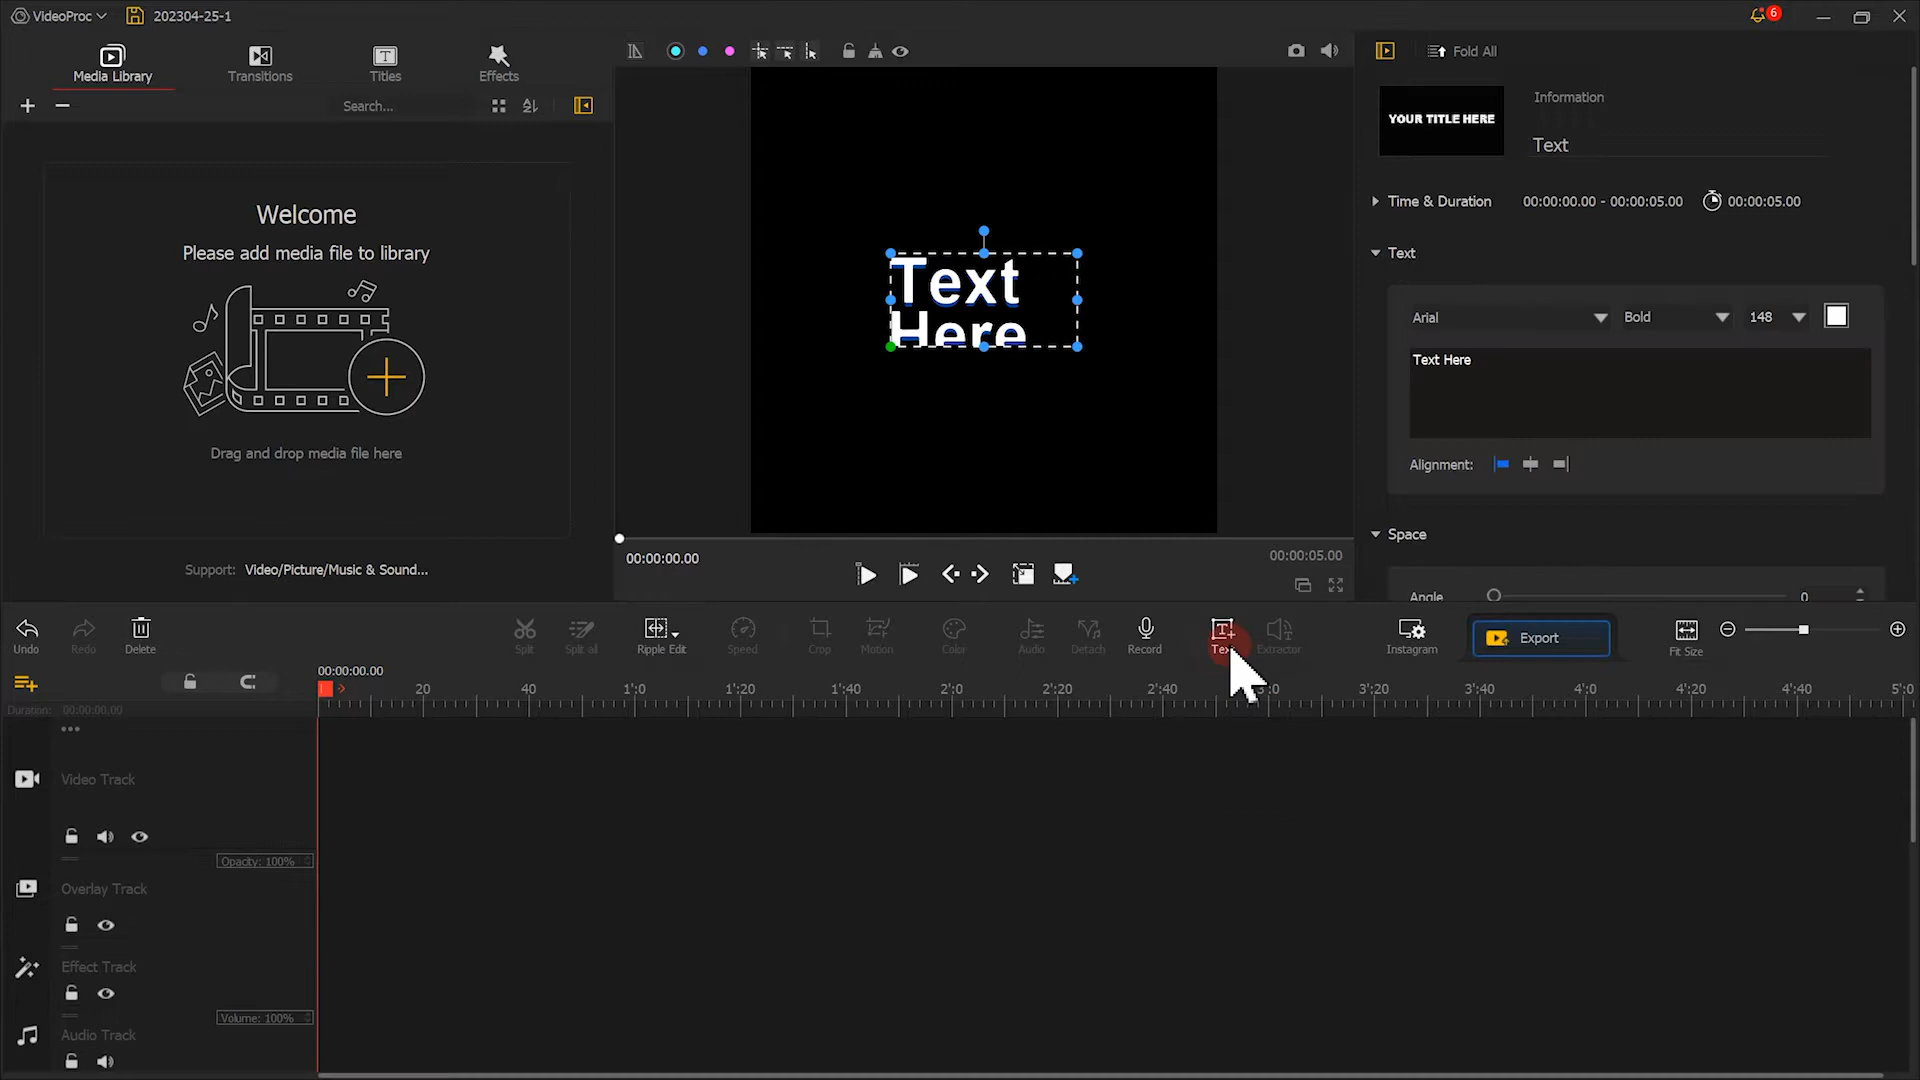 VideoProc
202304-25-1
6
Media Library
Transitions
Titles
Effects
Search...
Welcome
Please add media file to library
Drag and drop media file here
Support: Video/Picture/Music & Sound...
Text
Here
00:00:00.00
00:00:05.00
Fold All
YOUR TITLE HERE
Information
Text
Time & Duration
00:00:00.00 - 00:00:05.00
00:00:05.00
Text
Arial
Bold
148
Text Here
Alignment:
Space
Angle
0
Undo
Redo
Delete
Split
Split all
Ripple Edit
Speed
Crop
Motion
Color
Audio
Detach
Record
Extractor
Instagram
Export
Fit Size
00:00:00.00
20
40
1':0
1':20
1':40
2':0
2':20
2':40
3':20
3':40
4':0
4':20
4':40
5':0
Duration: 00:00:00.00
Video Track
Opacity: 100%
Overlay Track
Effect Track
Volume: 100%
Audio Track